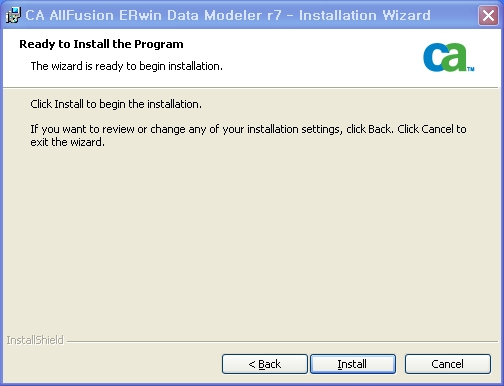 CA AllFusion ERwin Data Modeler r7 - Installation Wizard
Ready to Install the Program
The wizard is ready to begin installation.
ca TM
Click Install to begin the installation.
If you want to review or change any of your installation settings, click Back. Click Cancel to
exit the wizard.
InstallShield
< Back
Install
Cancel